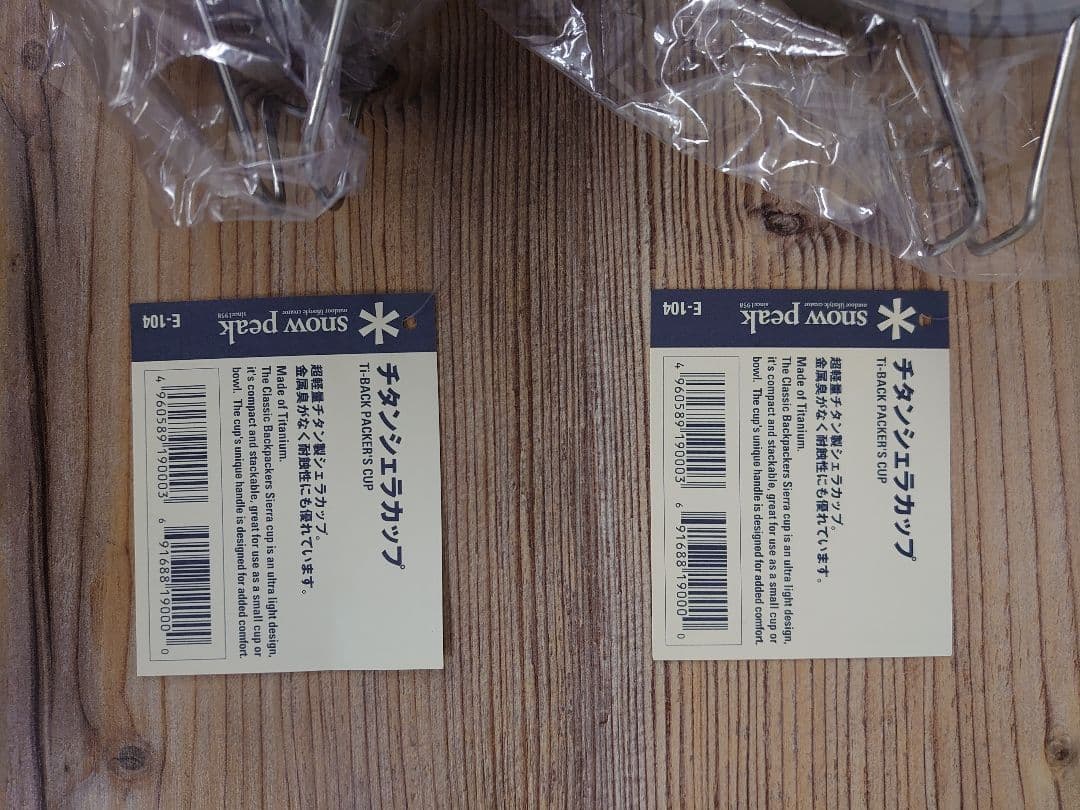 snow peak
outdoor lifestyle creator
since1958
E-104
チタンシェラカップ
Ti-BACK PACKER'S CUP
超軽量チタン製シェラカップ。
金属臭がなく耐蝕性にも優れています。
Made of Titanium.
The Classic Backpackers Sierra cup is an ultra light design,
it's compact and stackable, great for use as a small cup or
bowl. The cup's unique handle is designed for added comfort.
4 960589 190003
6 91688 19000 0
snow peak
outdoor lifestyle creator
since1958
E-104
チタンシェラカップ
Ti-BACK PACKER'S CUP
超軽量チタン製シェラカップ。
金属臭がなく耐蝕性にも優れています。
Made of Titanium.
The Classic Backpackers Sierra cup is an ultra light design,
it's compact and stackable, great for use as a small cup or
bowl. The cup's unique handle is designed for added comfort.
4 960589 190003
6 91688 19000 0